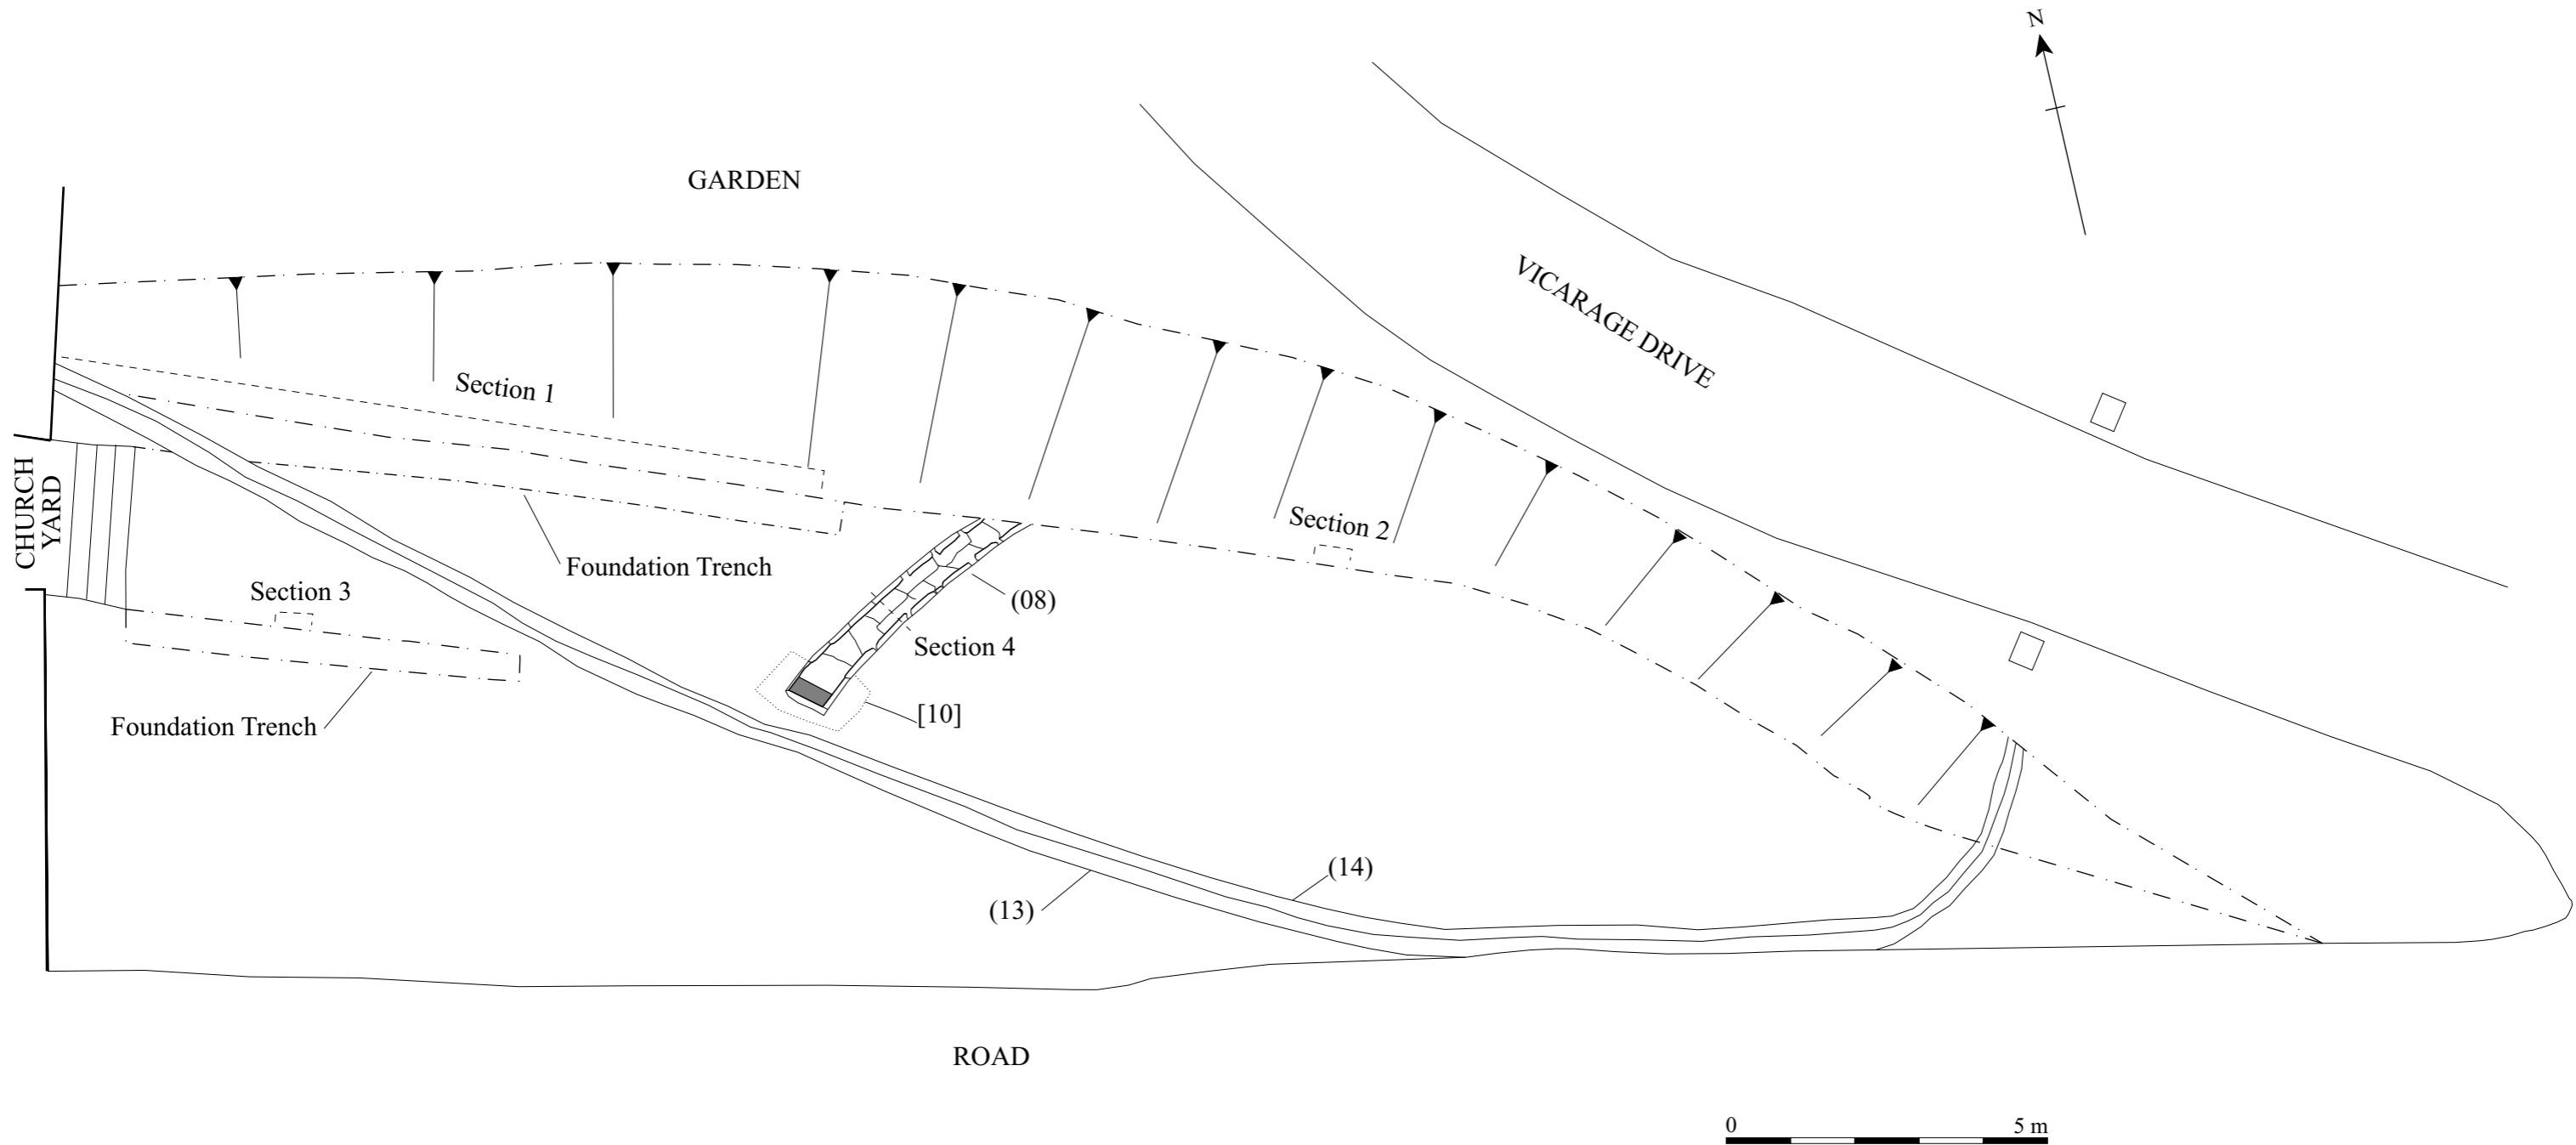 N
GARDEN
VICARAGE DRIVE
Section 1
CHURCH
YARD
Section 2
Foundation Trench
Section 3
(08)
Section 4
[10]
Foundation Trench
(14)
(13)
ROAD
0 5 m